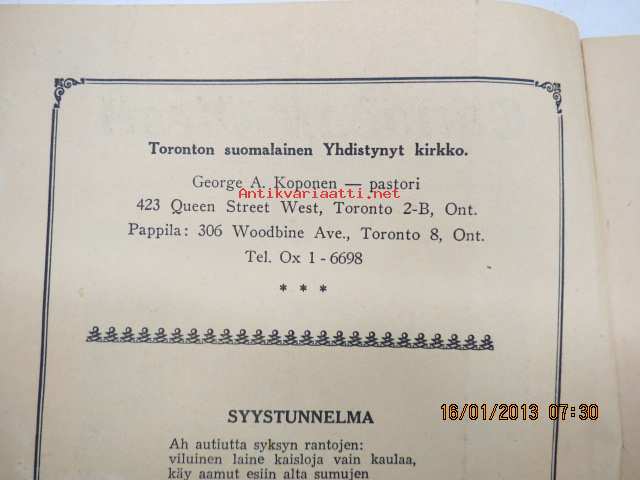 Toronton suomalainen Yhdistynyt kirkko.
George A. Koponen — pastori
Antikvariaatti.net
423 Queen Street West, Toronto 2-B, Ont.
Pappila: 306 Woodbine Ave., Toronto 8, Ont.
Tel. Ox 1 - 6698
* * *
SYYSTUNNELMA
Ah autiutta syksyn rantojen:
viluinen laine kaisloja vain kaulaa,
käy aamut esiin alta sumujen
16/01/2013 07:30